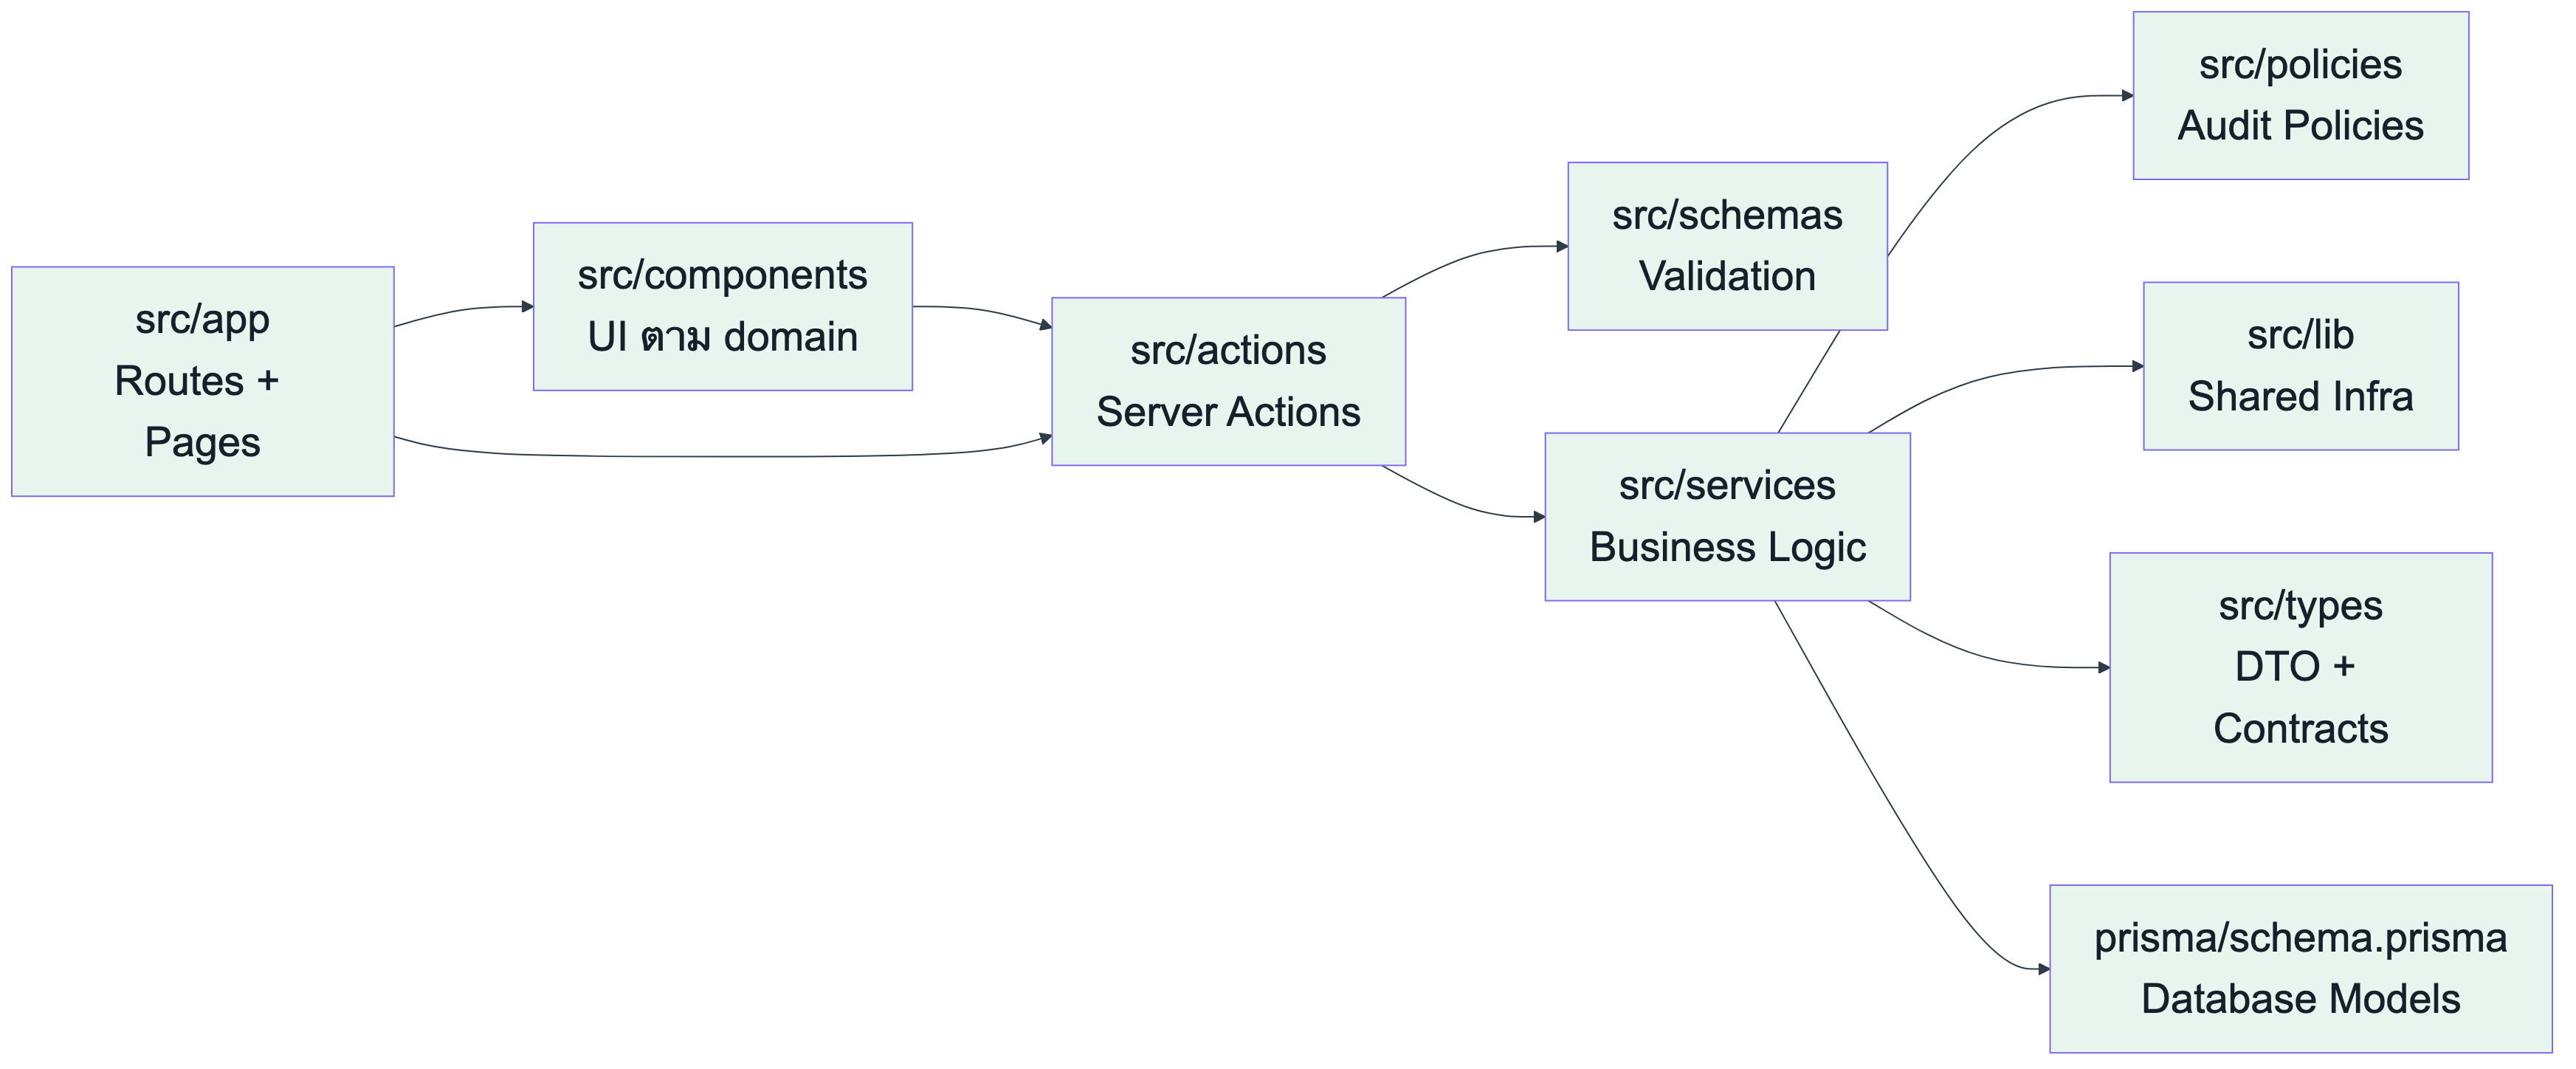 src/app
Routes +
Pages
src/components
UI ตาม domain
src/actions
Server Actions
src/schemas
Validation
src/services
Business Logic
src/policies
Audit Policies
src/lib
Shared Infra
src/types
DTO +
Contracts
prisma/schema.prisma
Database Models